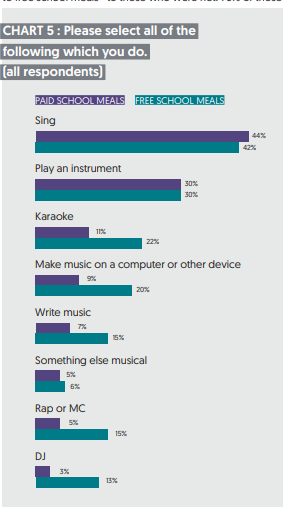 CHART 5 : Please select all of the
following which you do.
(all respondents)
PAID SCHOOL MEALS FREE SCHOOL MEALS
Sing
44%
42%
Play an instrument
30%
30%
Karaoke
11%
22%
Make music on a computer or other device
9%
20%
Write music
7%
15%
Something else musical
5%
6%
Rap or MC
5%
15%
DJ
3%
13%